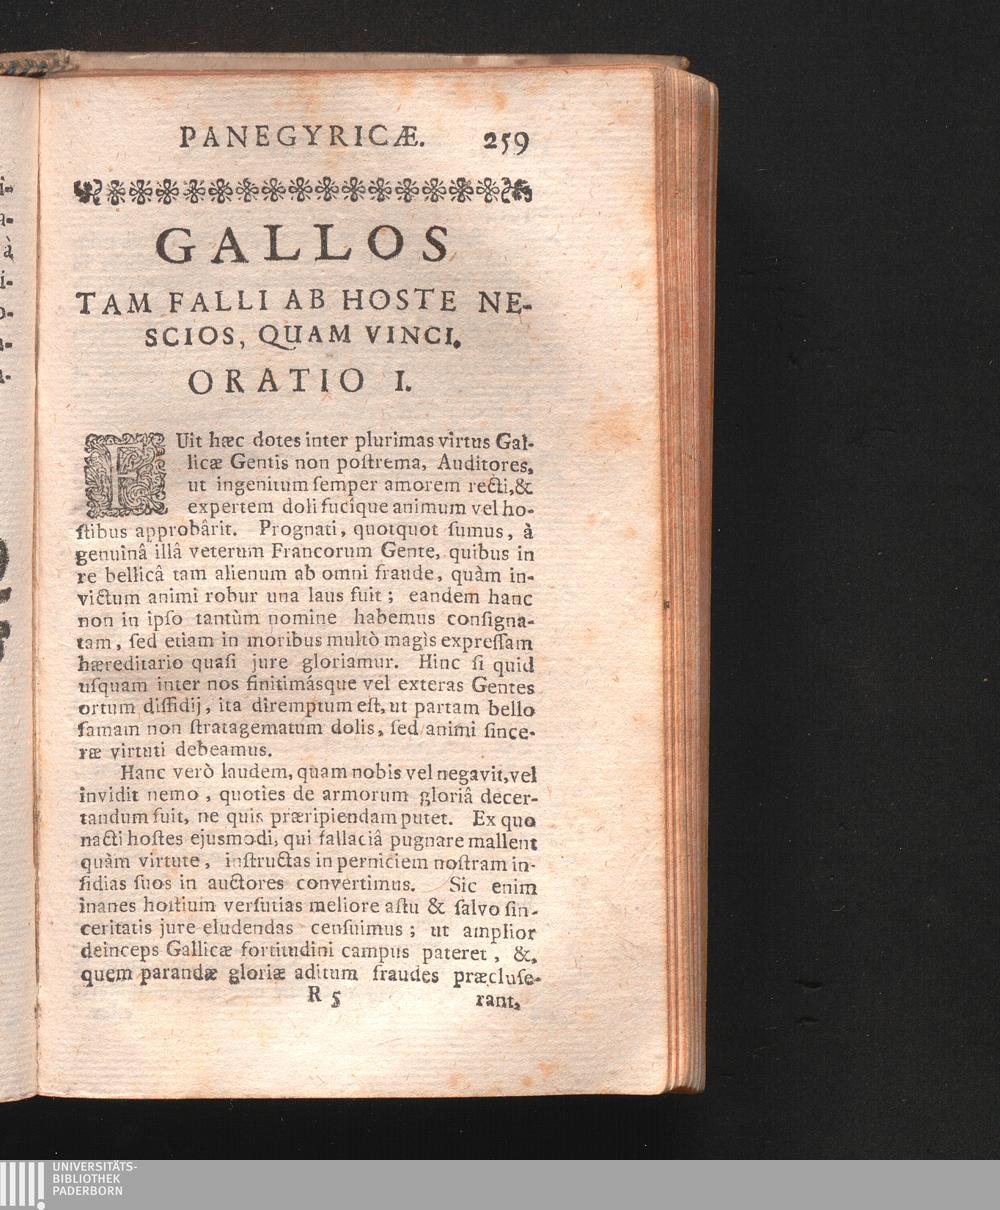 PANEGYRICÆ. 259
GALLOS
TAM FALLI AB HOSTE NE-
SCIOS, QUAM VINCI.
ORATIO I.
FUit hæc dotes inter plurimas virtus Gal-
licæ Gentis non poſtrema, Auditores,
ut ingenitum ſemper amorem recti,&
expertem doli fucique animum vel ho-
ſtibus approbârit. Prognati, quotquot ſumus, à
genuinâ illâ veterum Francorum Gente, quibus in
re bellicâ tam alienum ab omni fraude, quàm in-
victum animi robur una laus fuit; eandem hanc
non in ipſo tantùm nomine habemus conſigna-
tam, ſed etiam in moribus multò magis expreſſam
hæreditario quaſi jure gloriamur. Hinc ſi quid
uſquam inter nos finitimásque vel exteras Gentes
ortum diſſidij, ita diremptum eſt, ut partam bello
famam non ſtratagematum dolis, ſed animi ſince-
ræ virtuti debeamus.
Hanc verò laudem, quam nobis vel negavit, vel
invidit nemo, quoties de armorum gloriâ decer-
tandum fuit, ne quis præripiendam putet. Ex quo
nacti hoſtes ejusmodi, qui fallaciâ pugnare mallent
quàm virtute, inſtructas in perniciem noſtram in-
ſidias ſuos in auctores convertimus. Sic enim
inanes hoſtium verſutias meliore aſtu & ſalvo ſin-
ceritatis jure eludendas cenſuimus; ut amplior
deinceps Gallicæ fortitudini campus pateret, &,
quem parandæ gloriæ aditum fraudes præcluſe-
R 5 rant,
i-
a-
à
i-
o-
UNIVERSITÄTS-
BIBLIOTHEK
PADERBORN